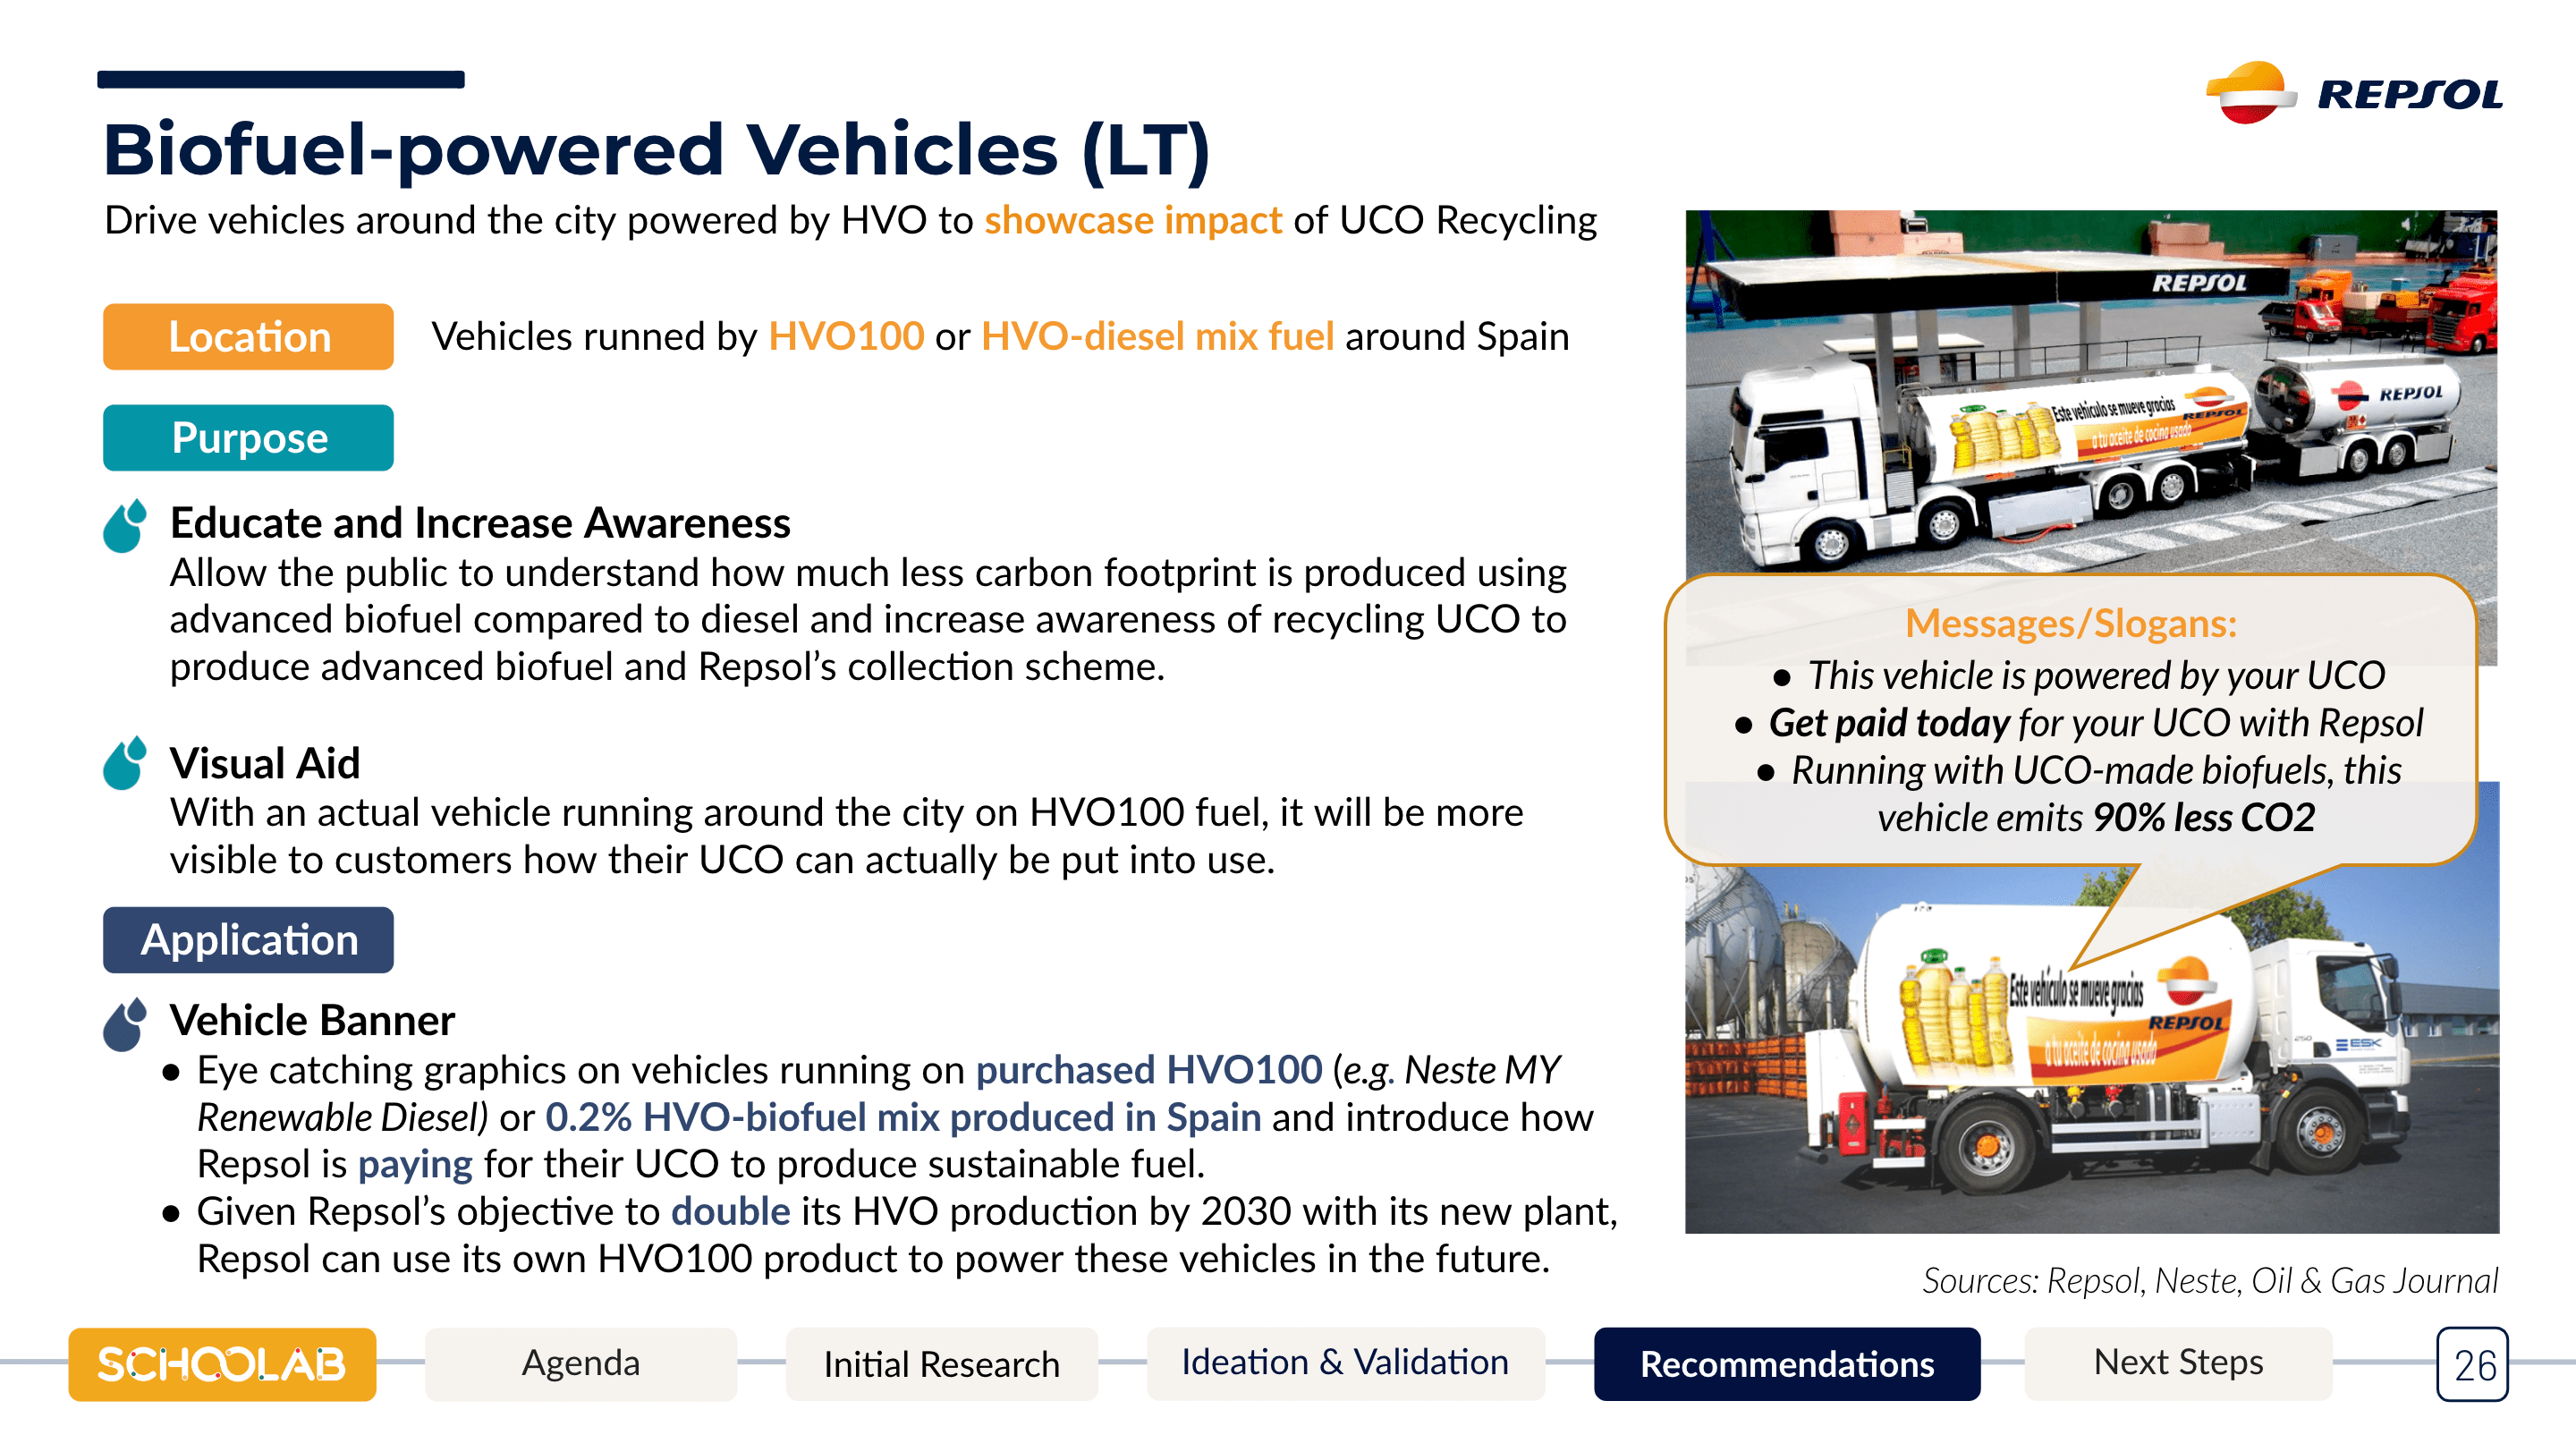 REPSOL
Biofuel-powered Vehicles (LT)
Drive vehicles around the city powered by HVO to showcase impact of UCO Recycling
Location
Vehicles runned by HVO100 or HVO-diesel mix fuel around Spain
Purpose
Educate and Increase Awareness
Allow the public to understand how much less carbon footprint is produced using
advanced biofuel compared to diesel and increase awareness of recycling UCO to
produce advanced biofuel and Repsol’s collection scheme.
Visual Aid
With an actual vehicle running around the city on HVO100 fuel, it will be more
visible to customers how their UCO can actually be put into use.
Application
Vehicle Banner
● Eye catching graphics on vehicles running on purchased HVO100 (e.g. Neste MY
Renewable Diesel) or 0.2% HVO-biofuel mix produced in Spain and introduce how
Repsol is paying for their UCO to produce sustainable fuel.
● Given Repsol’s objective to double its HVO production by 2030 with its new plant,
Repsol can use its own HVO100 product to power these vehicles in the future.
REPSOL
Este vehículo se mueve gracias
REPSOL
a tu aceite de cocina usado
REPSOL
Messages/Slogans:
● This vehicle is powered by your UCO
● Get paid today for your UCO with Repsol
● Running with UCO-made biofuels, this
vehicle emits 90% less CO2
Este vehículo se mueve gracias
REPSOL
a tu aceite de cocina usado
ESK
Sources: Repsol, Neste, Oil & Gas Journal
SCHOOLAB
Agenda
Initial Research
Ideation & Validation
Recommendations
Next Steps
26